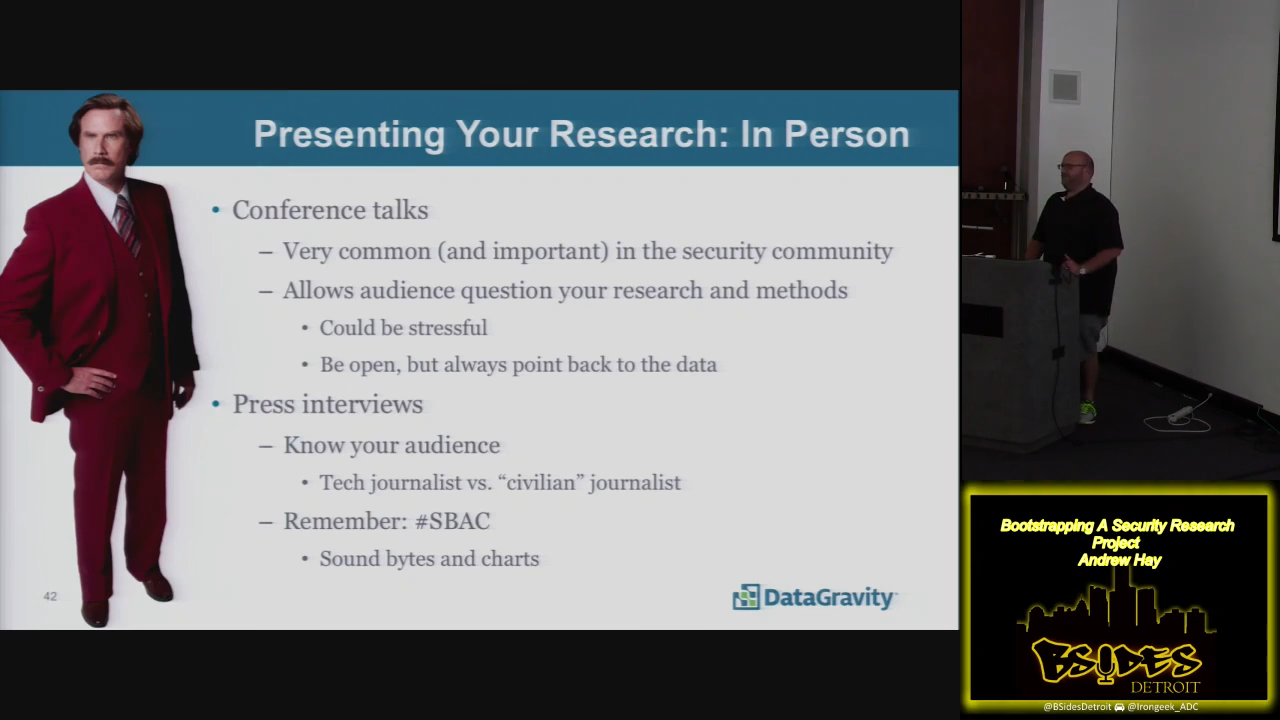 Presenting Your Research: In Person
• Conference talks
– Very common (and important) in the security community
– Allows audience question your research and methods
• Could be stressful
• Be open, but always point back to the data
• Press interviews
– Know your audience
• Tech journalist vs. “civilian” journalist
– Remember: #SBAC
• Sound bytes and charts
42
DataGravity
Bootstrapping A Security Research
Project
Andrew Hay
BSIDES
DETROIT
@BSidesDetroit @Irongeek_ADC